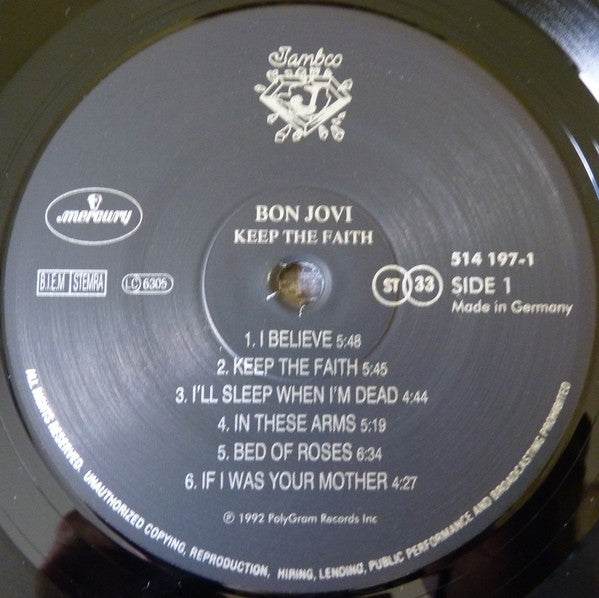 Jambco
J
mercury
BON JOVI
KEEP THE FAITH
B.I.E.M STEMRA
LC 6305
ST 33
514 197-1
SIDE 1
Made in Germany
1. I BELIEVE 5:48
2. KEEP THE FAITH 5:45
3. I'LL SLEEP WHEN I'M DEAD 4:44
4. IN THESE ARMS 5:19
5. BED OF ROSES 6:34
6. IF I WAS YOUR MOTHER 4:27
℗ 1992 PolyGram Records Inc
ALL RIGHTS RESERVED. UNAUTHORIZED COPYING, REPRODUCTION, HIRING, LENDING, PUBLIC PERFORMANCE AND BROADCASTING PROHIBITED